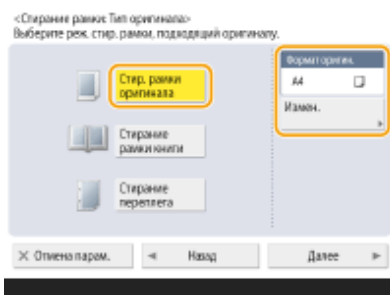 <Стирание рамки: Тип оригинала>
Выберите реж. стир. рамки, подходящий оригиналу.
Стир. рамки
оригинала
Формат оригин.
A4
Измен.
Стирание
рамки книги
Стирание
переплета
Отмена парам.
Назад
Далее